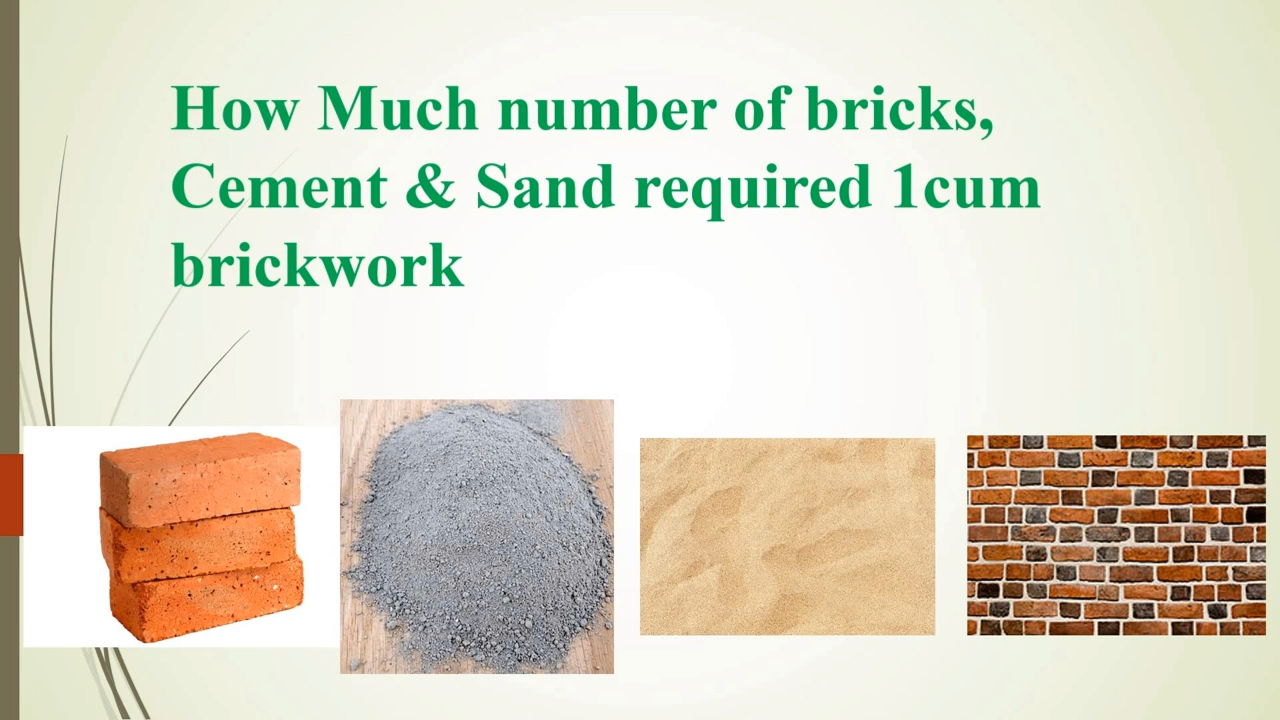 How Much number of bricks,
Cement & Sand required 1cum
brickwork